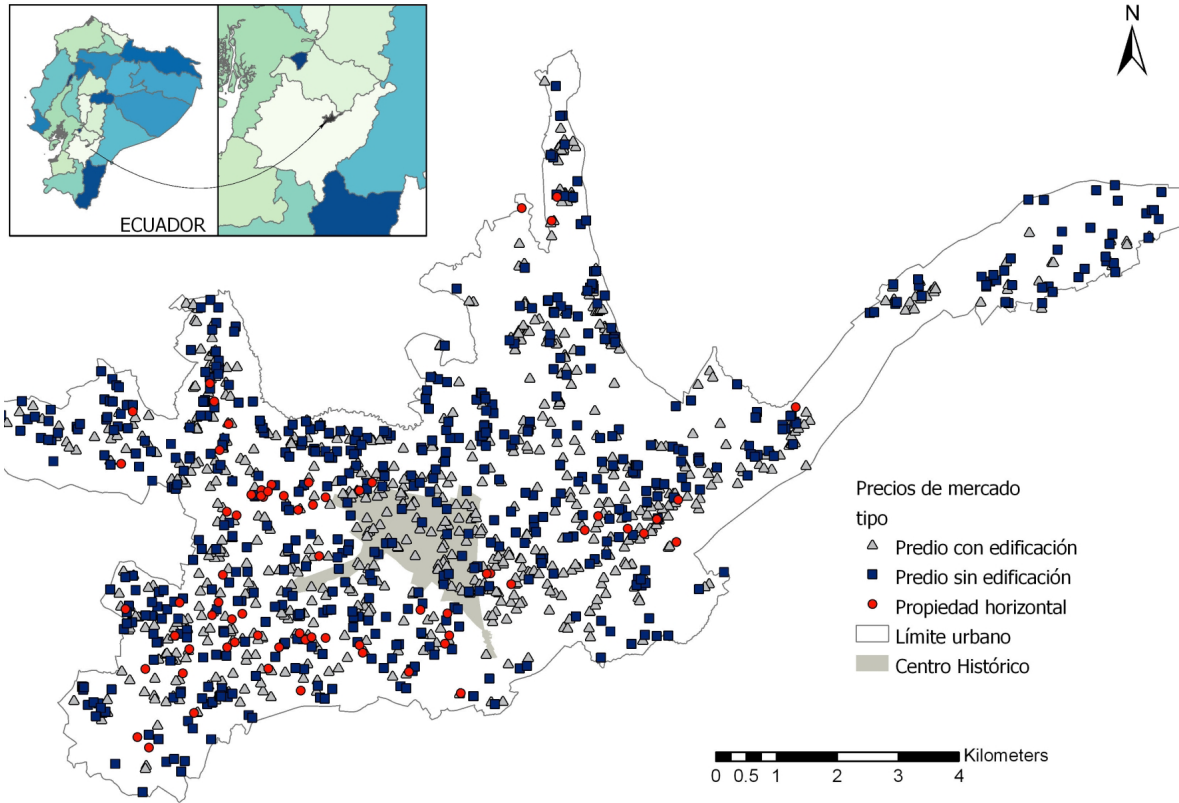 ECUADOR
N
Precios de mercado
tipo
Predio con edificación
Predio sin edificación
Propiedad horizontal
Límite urbano
Centro Histórico
Kilometers
0 0.5 1 2 3 4